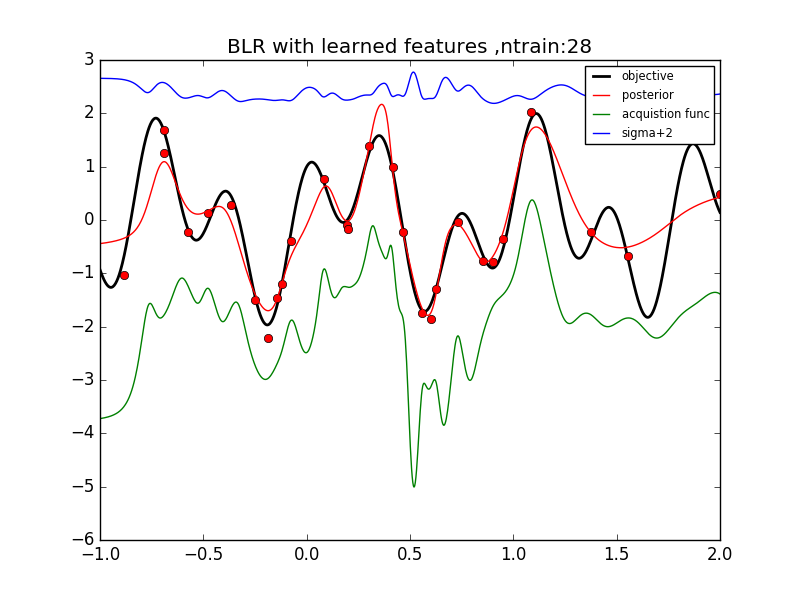 BLR with learned features ,ntrain:28
objective
posterior
acquistion func
sigma+2
3
2
1
0
−1
−2
−3
−4
−5
−6
−1.0 −0.5 0.0 0.5 1.0 1.5 2.0